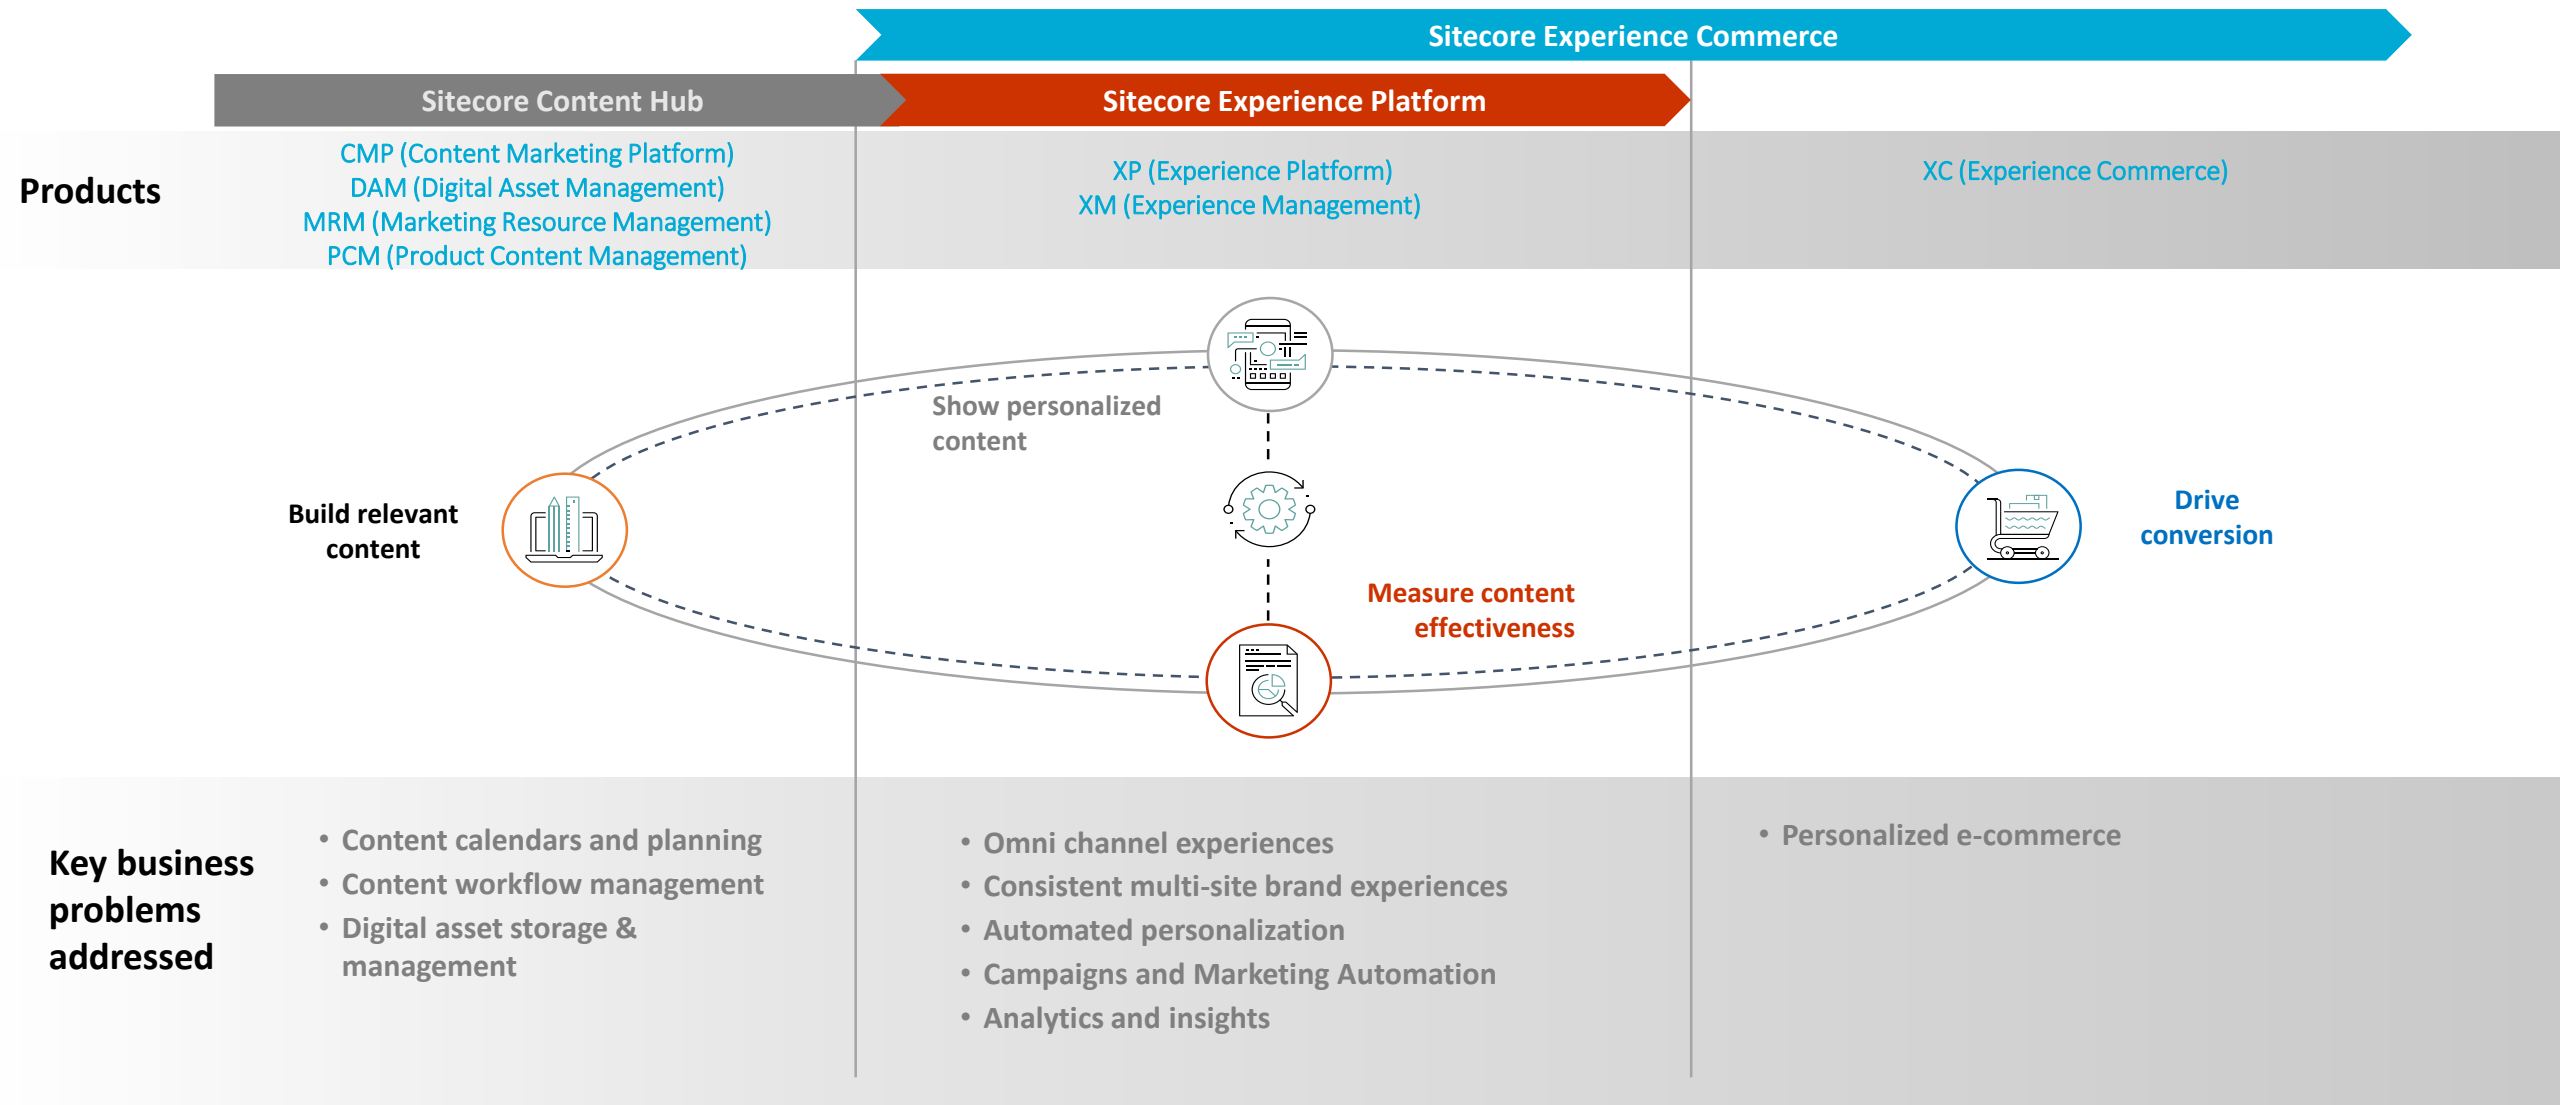 Sitecore Experience Commerce
Sitecore Content Hub
Sitecore Experience Platform
Products
CMP (Content Marketing Platform)
DAM (Digital Asset Management)
MRM (Marketing Resource Management)
PCM (Product Content Management)
XP (Experience Platform)
XM (Experience Management)
XC (Experience Commerce)
Show personalized
content
Build relevant
content
Drive
conversion
Measure content
effectiveness
Key business
problems
addressed
• Content calendars and planning
• Content workflow management
• Digital asset storage &
management
• Omni channel experiences
• Consistent multi-site brand experiences
• Automated personalization
• Campaigns and Marketing Automation
• Analytics and insights
• Personalized e-commerce